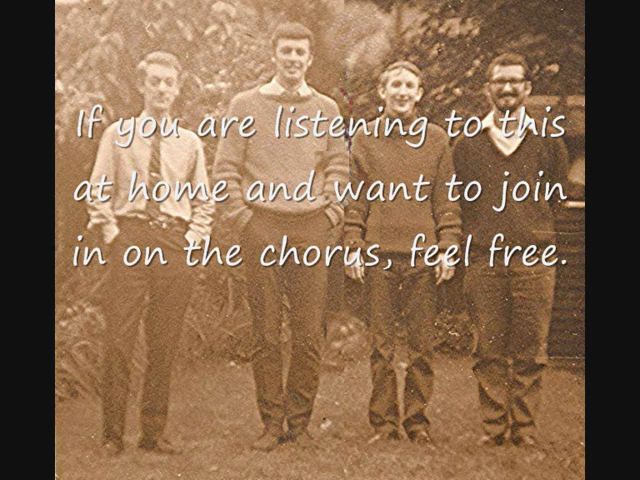 If you are listening to this
at home and want to join
in on the chorus, feel free.